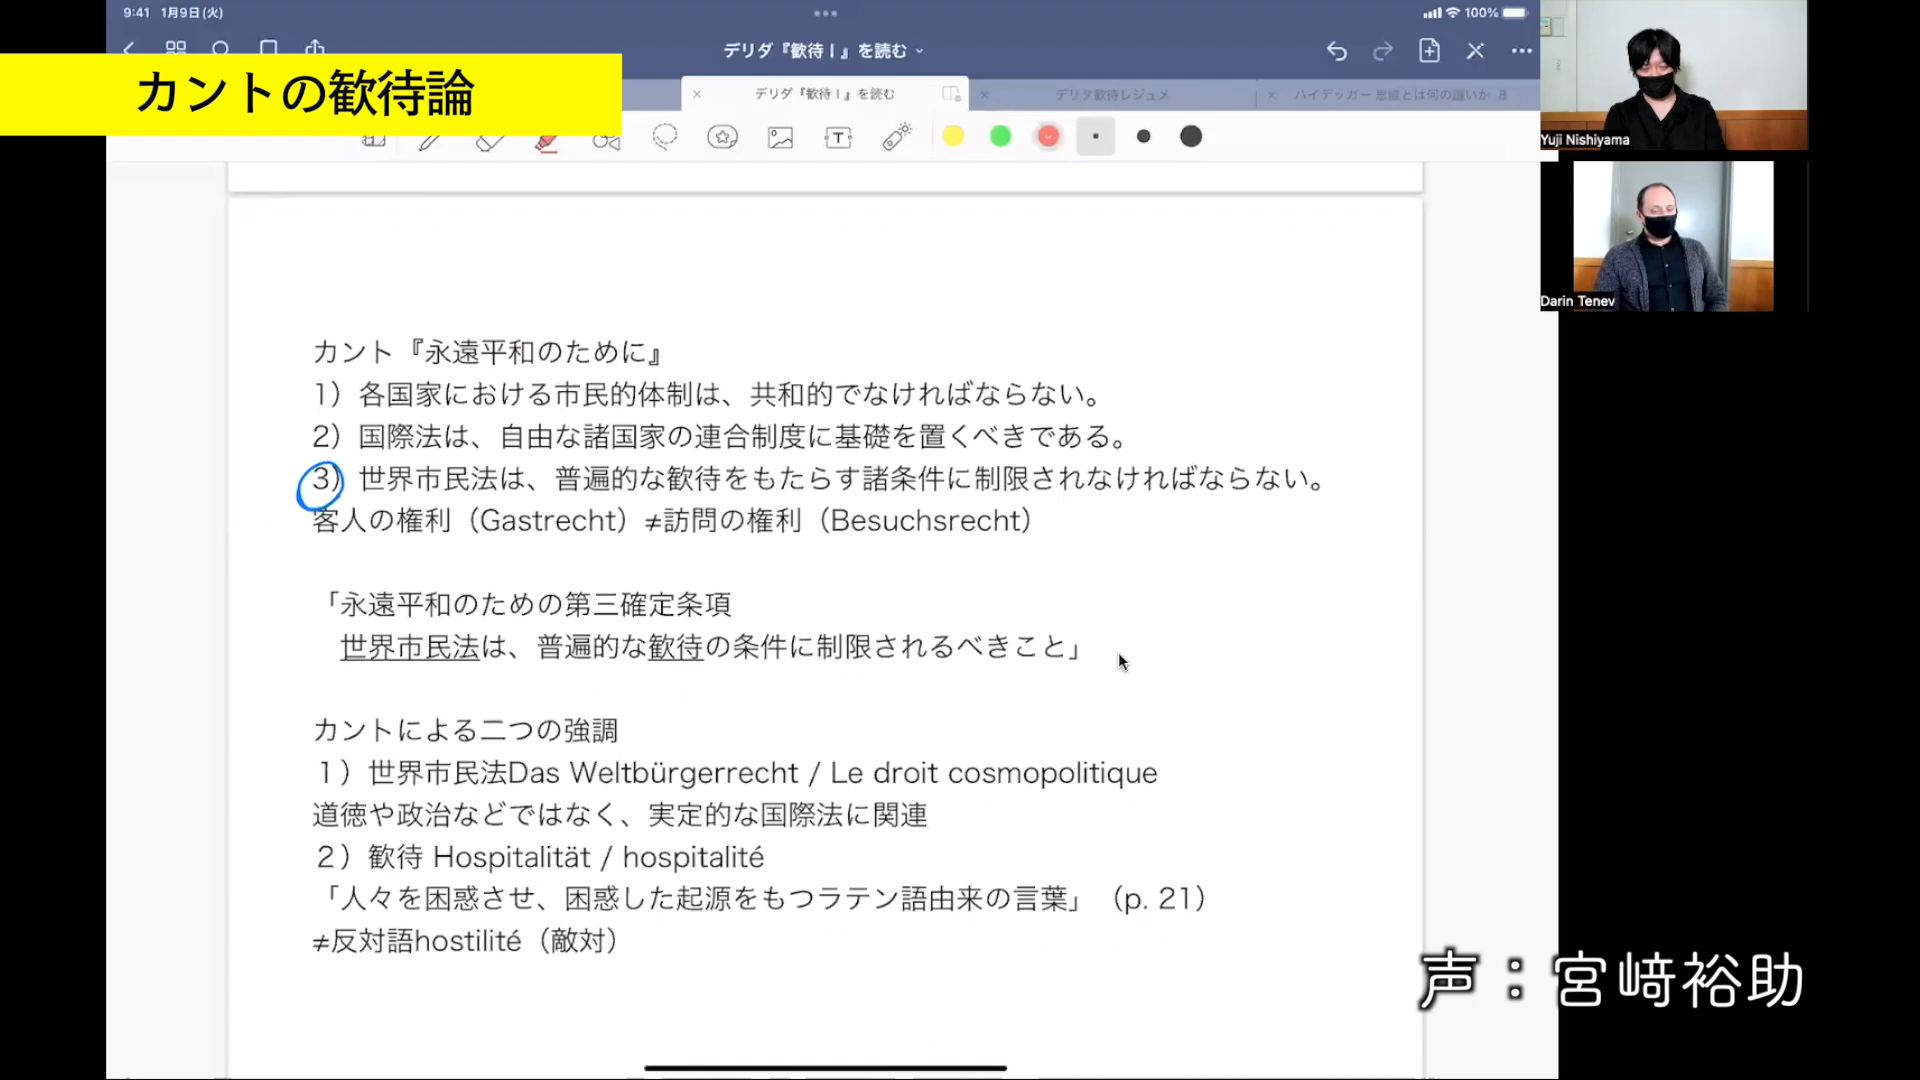 9:41 1月9日(火)
100%
デリダ『歓待Ⅰ』を読む
カントの歓待論
デリダ『歓待Ⅰ』を読む
デリダ歓待レジュメ
Yuji Nishiyama
Darin Tenev
カント『永遠平和のために』
1）各国家における市民的体制は、共和的でなければならない。
2）国際法は、自由な諸国家の連合制度に基礎を置くべきである。
3）世界市民法は、普遍的な歓待をもたらす諸条件に制限されなければならない。
客人の権利（Gastrecht）≠訪問の権利（Besuchsrecht）
「永遠平和のための第三確定条項
世界市民法は、普遍的な歓待の条件に制限されるべきこと」
カントによる二つの強調
１）世界市民法Das Weltbürgerrecht / Le droit cosmopolitique
道徳や政治などではなく、実定的な国際法に関連
２）歓待 Hospitalität / hospitalité
「人々を困惑させ、困惑した起源をもつラテン語由来の言葉」（p. 21）
≠反対語hostilité（敵対）
声：宮﨑裕助